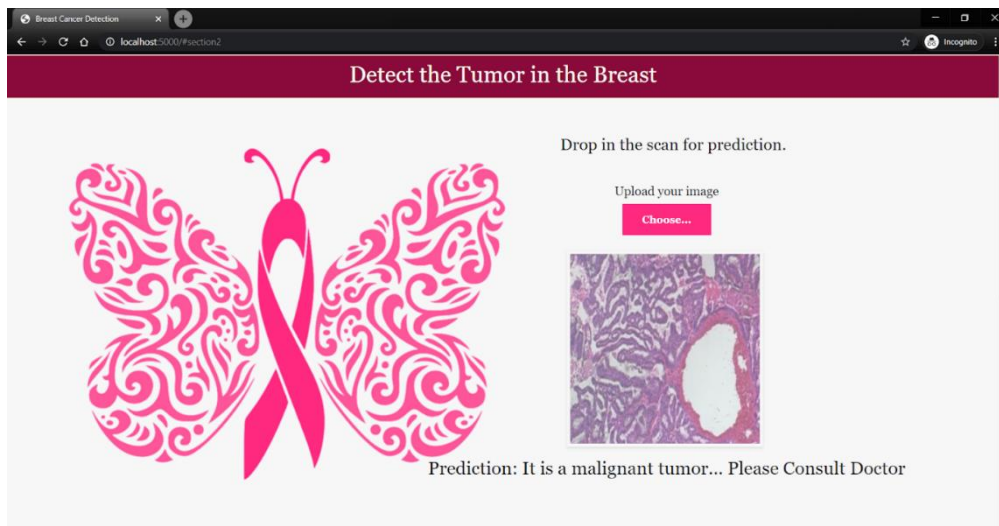 Breast Cancer Detection
localhost:5000/#section2
Incognito
Detect the Tumor in the Breast
Drop in the scan for prediction.
Upload your image
Choose...
Prediction: It is a malignant tumor... Please Consult Doctor